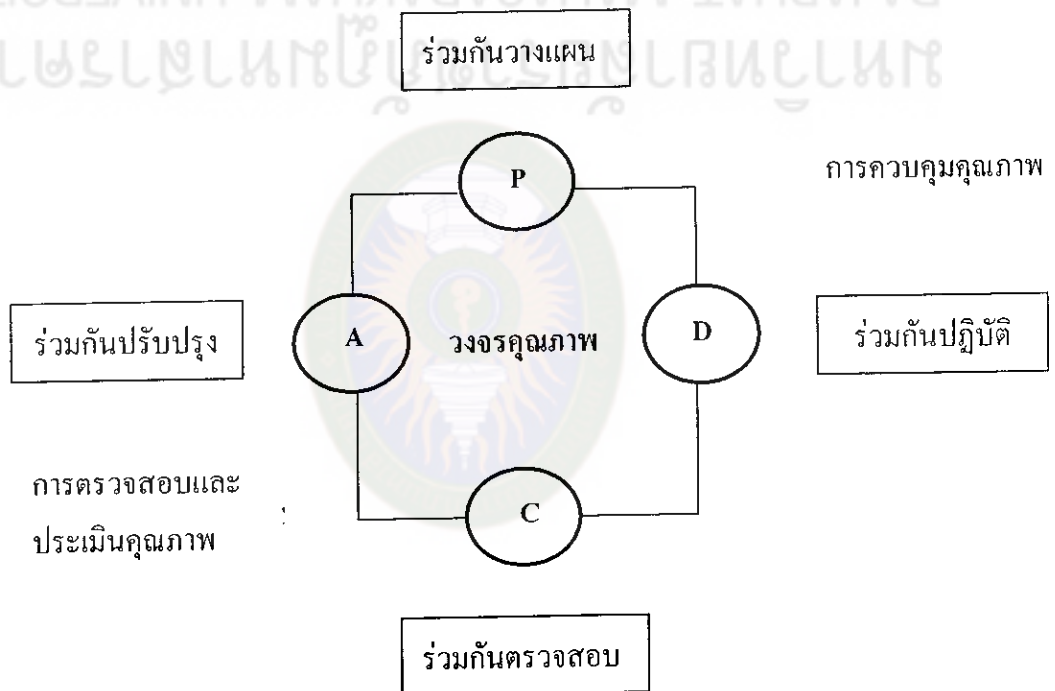 ร่วมกันวางแผน
P
การควบคุมคุณภาพ
ร่วมกันปรับปรุง
A
วงจรคุณภาพ
D
ร่วมกันปฏิบัติ
การตรวจสอบและ
ประเมินคุณภาพ
C
ร่วมกันตรวจสอบ